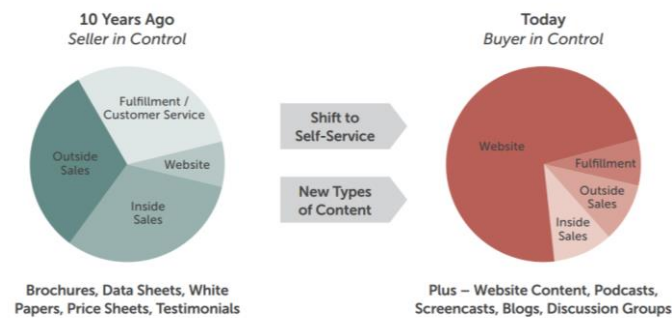 10 Years Ago
Seller in Control
Fulfillment /
Customer Service
Outside
Sales
Website
Inside
Sales
Brochures, Data Sheets, White
Papers, Price Sheets, Testimonials
Shift to
Self-Service
New Types
of Content
Today
Buyer in Control
Website
Fulfillment
Outside
Sales
Inside
Sales
Plus – Website Content, Podcasts,
Screencasts, Blogs, Discussion Groups